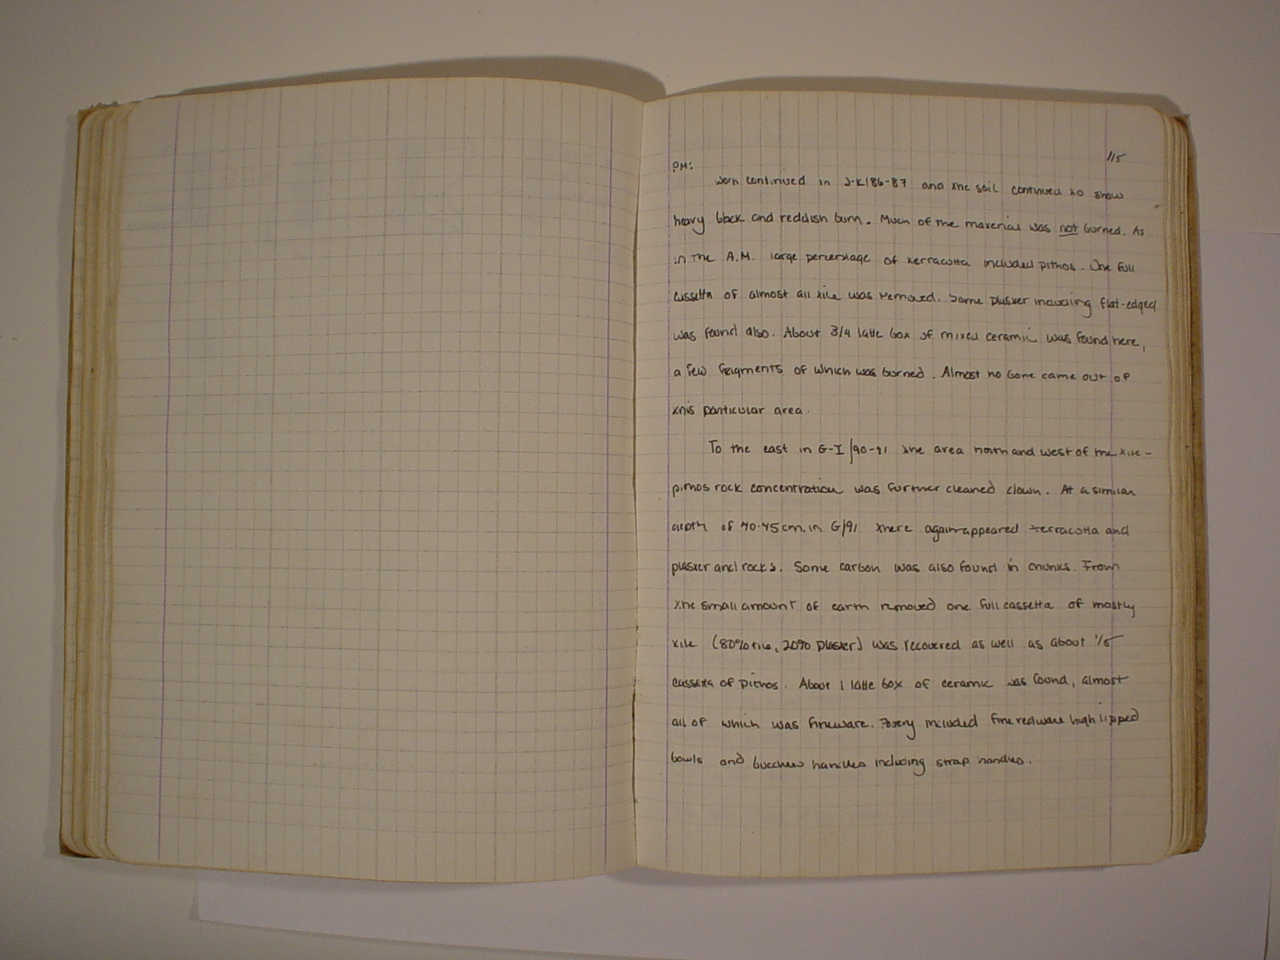 115
PM:
Work continued in J-K/86-87 and the soil continued to show
heavy black and reddish burn. Much of the material was not burned. As
in the A.M. large percentage of terracotta included pithos. One full
cassetta of almost all tile was removed. Some plaster including flat-edged
was found also. About 3/4 latte box of mixed ceramic was found here,
a few fragments of which was burned. Almost no bone came out of
this particular area.
To the east in G-I/90-91 the area north and west of the tile-
pithos rock concentration was further cleaned down. At a similar
depth of 40-45 cm. in G/91 there again appeared terracotta and
plaster and rocks. Some carbon was also found in chunks. From
the small amount of earth removed one full cassetta of mostly
tile (80% tile, 20% plaster) was recovered as well as about 1/5
cassetta of pithos. About 1 latte box of ceramic was found, almost
all of which was fineware. Pottery included fine redware high lipped
bowls and bucchero handles including strap handles.